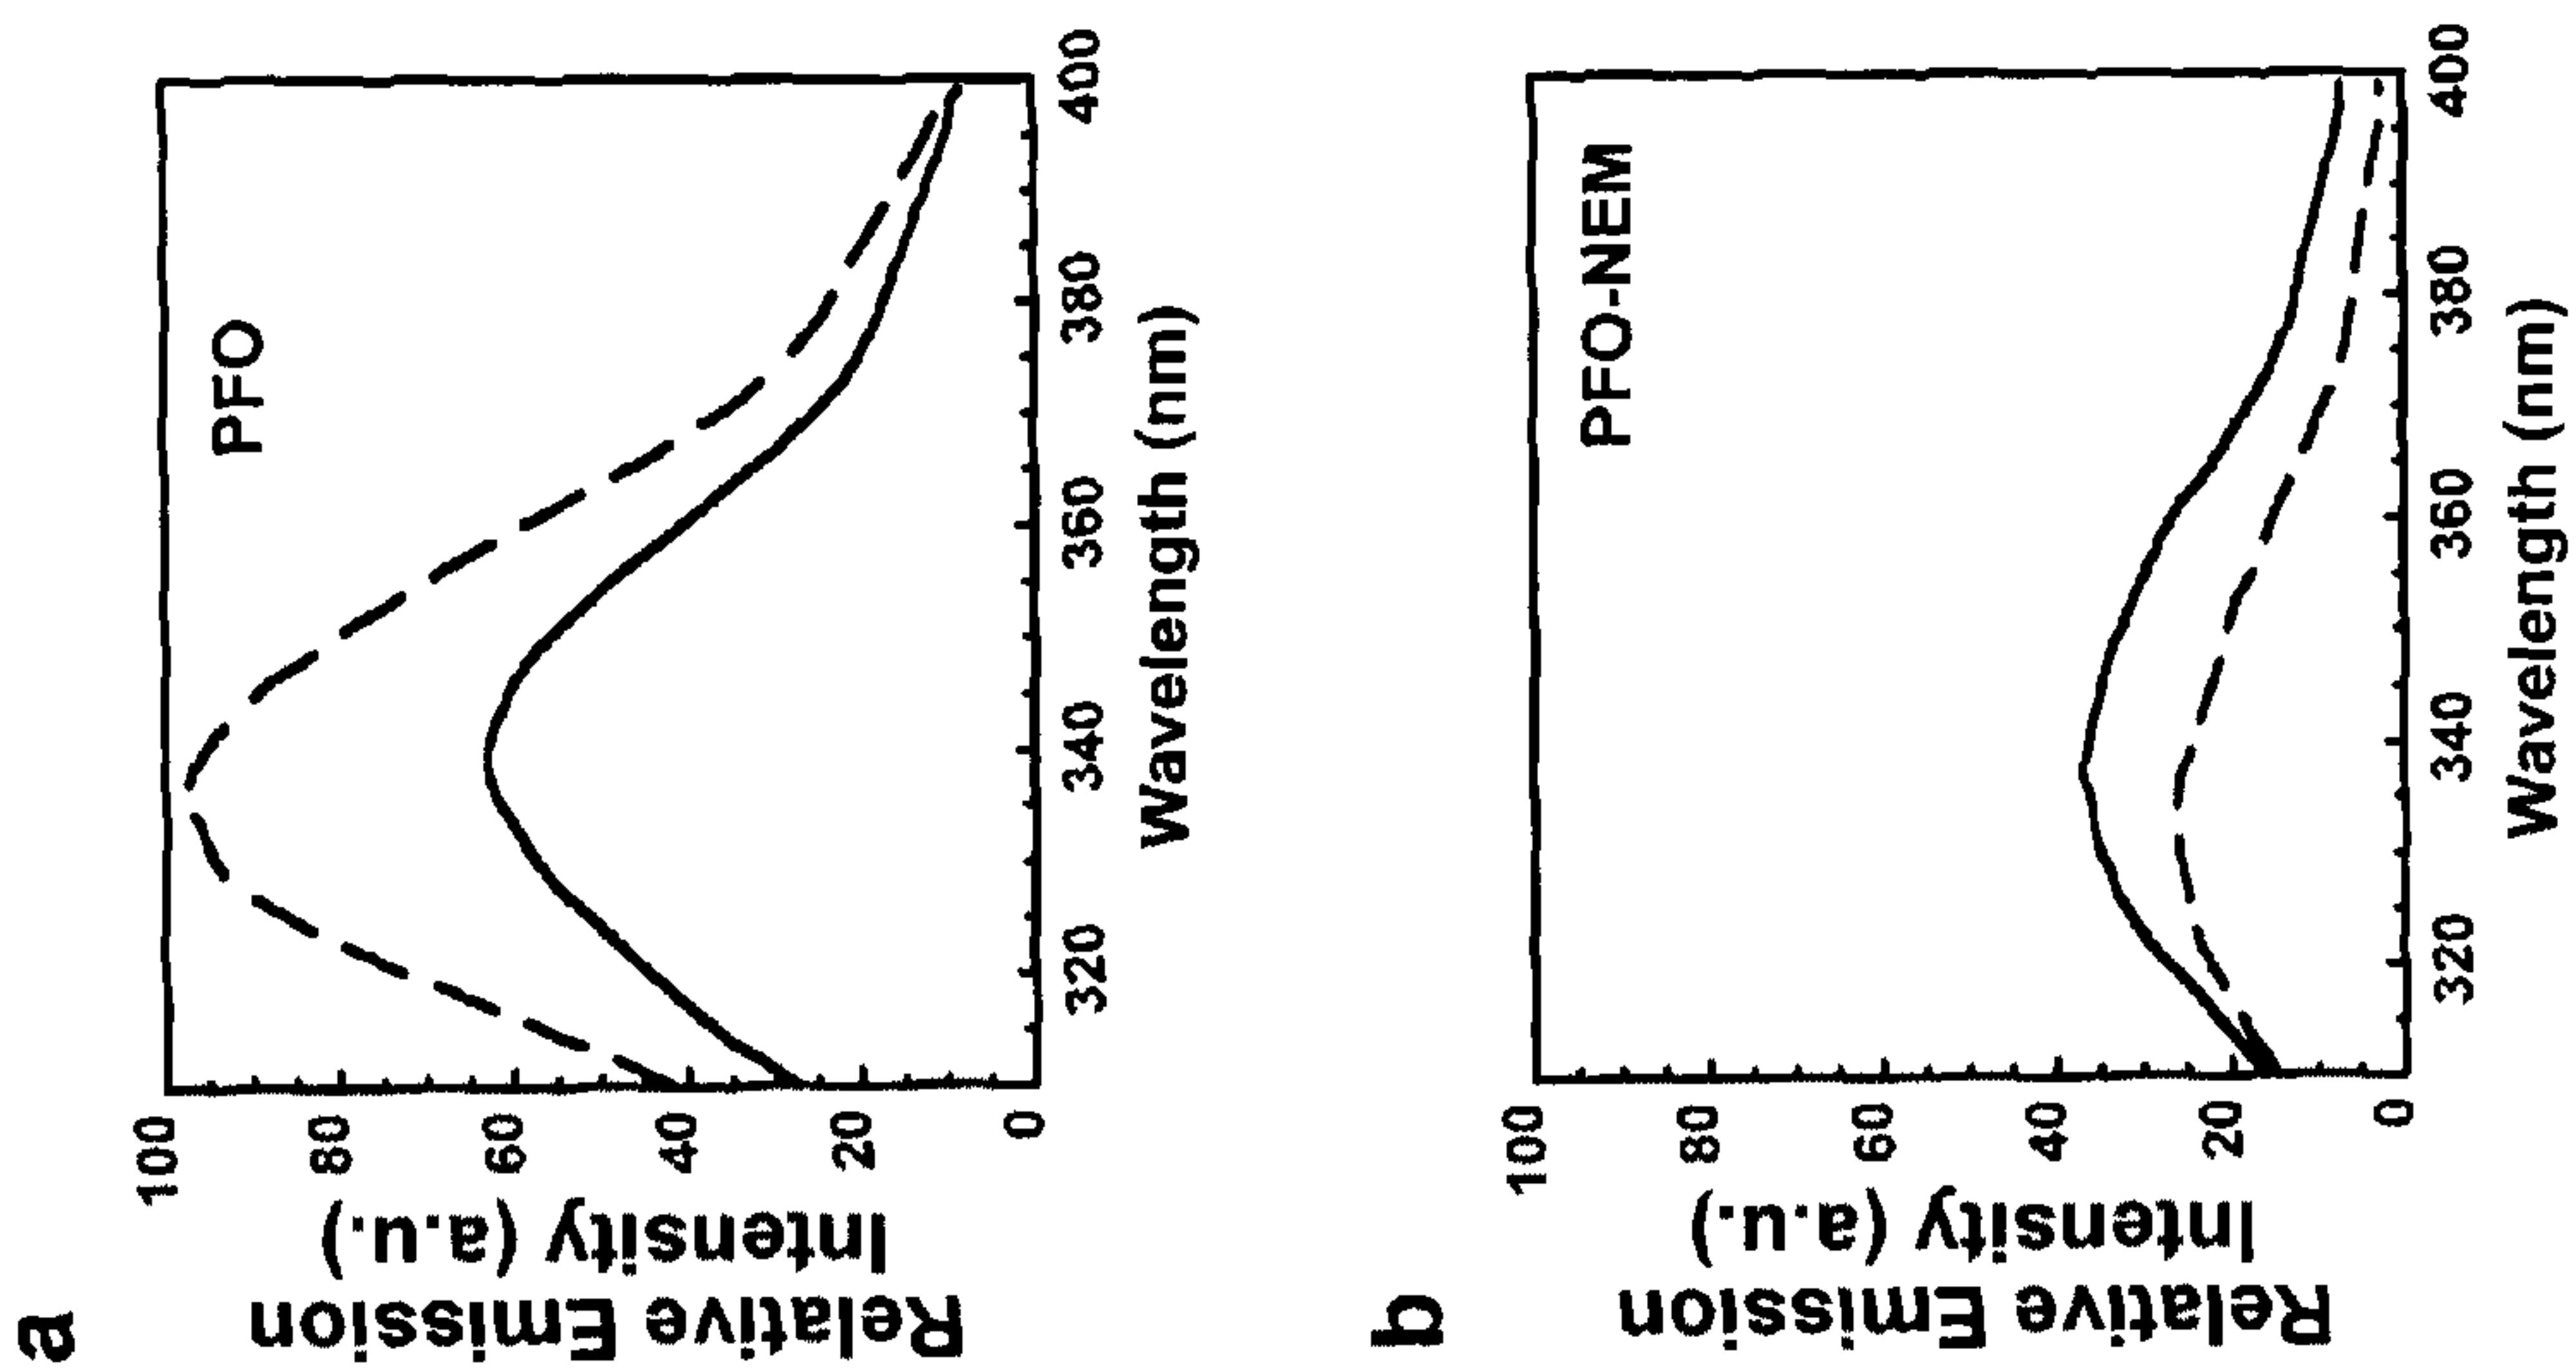 a
Relative Emission
Intensity (a.u.)
100
80
60
40
20
0
PFO
320
340
360
380
400
Wavelength (nm)
b
Relative Emission
Intensity (a.u.)
100
80
60
40
20
0
PFO-NEM
320
340
360
380
400
Wavelength (nm)